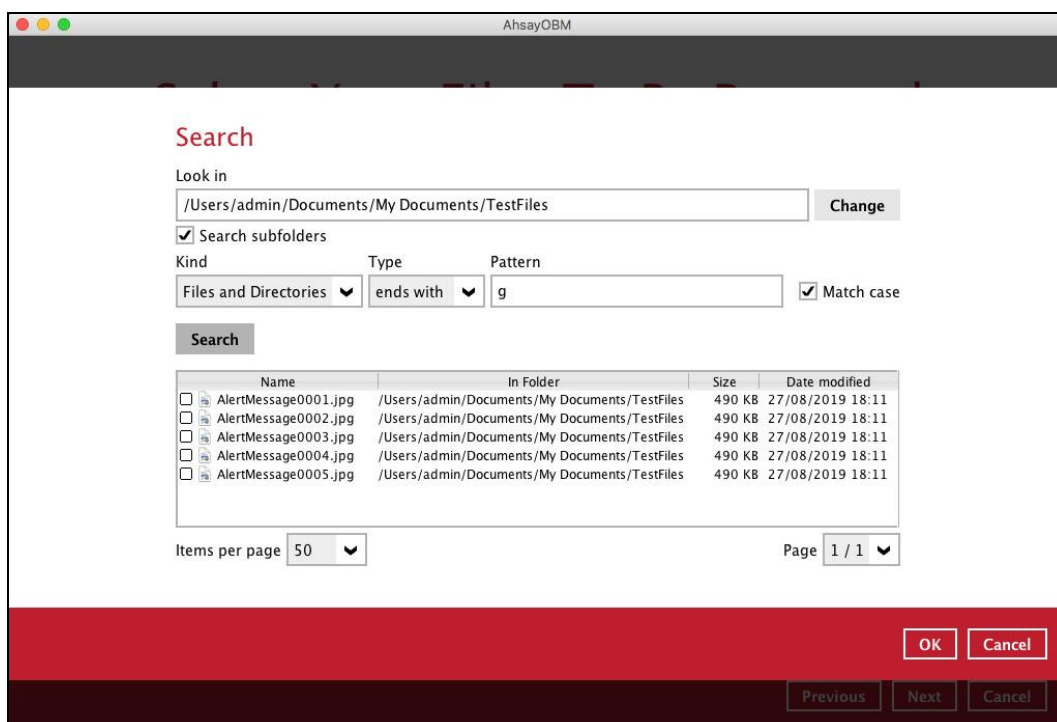 AhsayOBM
Search
Look in
/Users/admin/Documents/My Documents/TestFiles Change
Search subfolders
Kind Type Pattern
Files and Directories ends with g Match case
Search
Name In Folder Size Date modified
AlertMessage0001.jpg /Users/admin/Documents/My Documents/TestFiles 490 KB 27/08/2019 18:11
AlertMessage0002.jpg /Users/admin/Documents/My Documents/TestFiles 490 KB 27/08/2019 18:11
AlertMessage0003.jpg /Users/admin/Documents/My Documents/TestFiles 490 KB 27/08/2019 18:11
AlertMessage0004.jpg /Users/admin/Documents/My Documents/TestFiles 490 KB 27/08/2019 18:11
AlertMessage0005.jpg /Users/admin/Documents/My Documents/TestFiles 490 KB 27/08/2019 18:11
Items per page 50 Page 1 / 1
OK Cancel
Previous Next Cancel